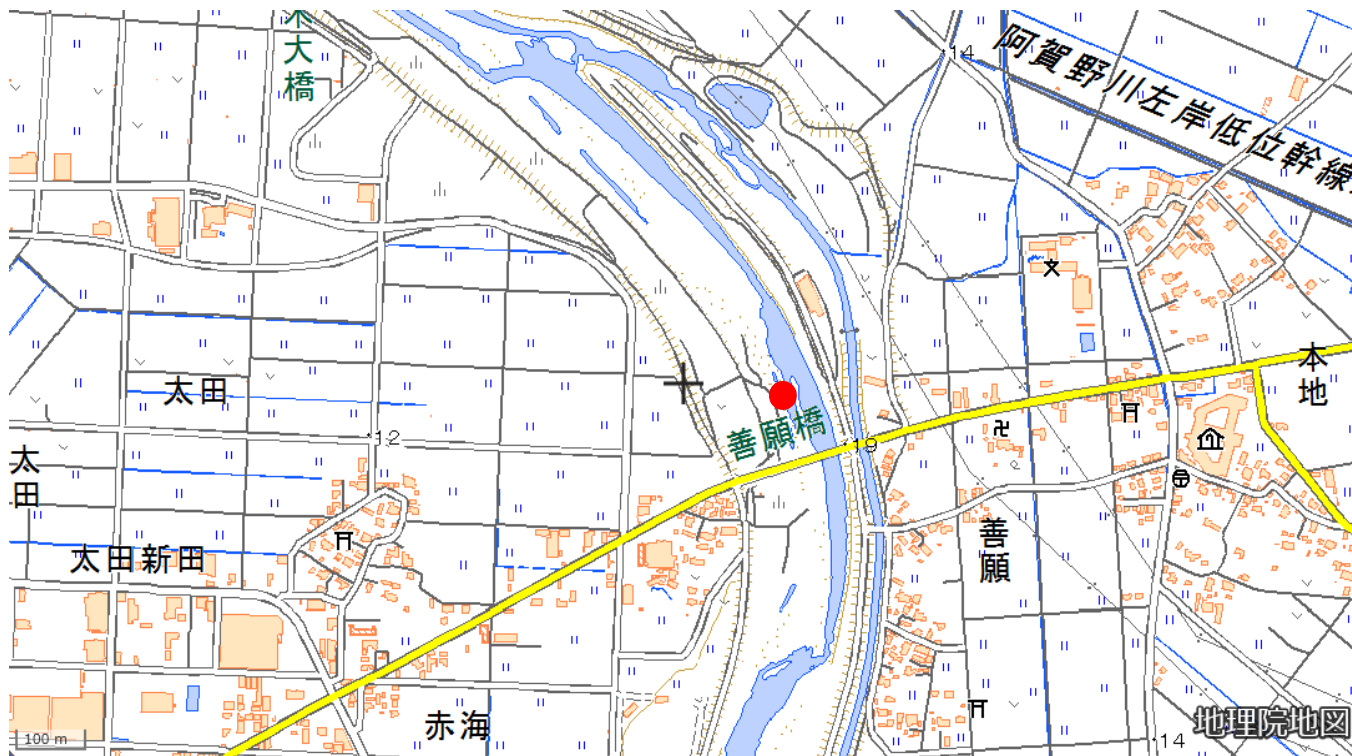 大橋
14
阿賀野川左岸低位幹線
本地
太田
12
善願橋
19
太田
太田新田
善願
赤海
14
100 m
地理院地図